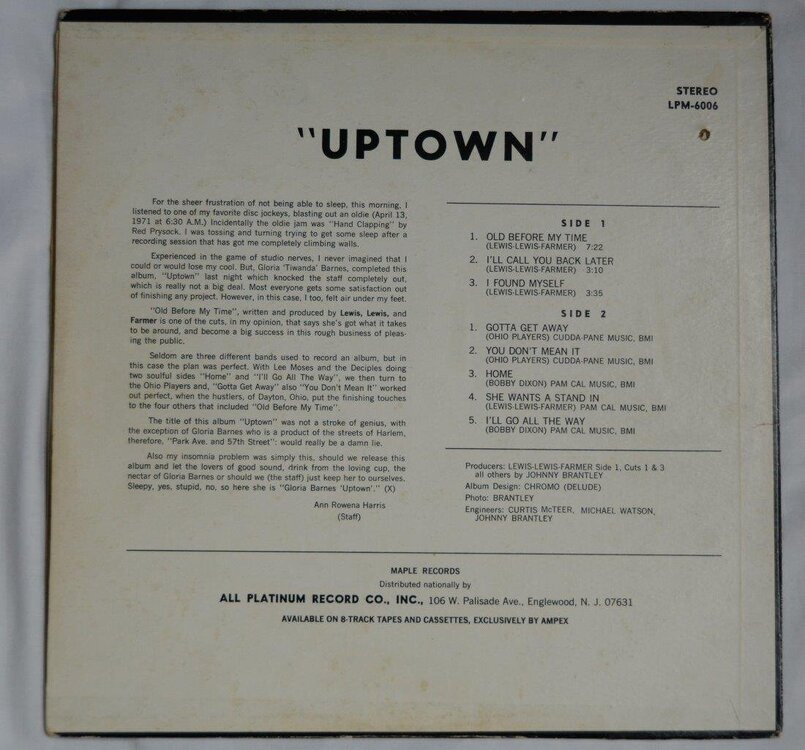 STEREO
LPM-6006
"UPTOWN"
For the sheer frustration of not being able to sleep, this morning, I
listened to one of my favorite disc jockeys, blasting out an oldie (April 13,
1971 at 6:30 A.M.) Incidentally the oldie jam was "Hand Clapping" by
Red Prysock. I was tossing and turning trying to get some sleep after a
recording session that has got me completely climbing walls.
Experienced in the game of studio nerves, I never imagined that I
could or would lose my cool. But, Gloria 'Tiwanda' Barnes, completed this
album, "Uptown" last night which knocked the staff completely out,
which is really not a big deal. Most everyone gets some satisfaction out
of finishing any project. However, in this case, I too, felt air under my feet.
"Old Before My Time", written and produced by Lewis, Lewis, and
Farmer is one of the cuts, in my opinion, that says she's got what it takes
to be around, and become a big success in this rough business of pleas-
ing the public.
Seldom are three different bands used to record an album, but in
this case the plan was perfect. With Lee Moses and the Deciples doing
two soulful sides "Home" and "I'll Go All The Way", we then turn to
the Ohio Players and, "Gotta Get Away" also "You Don't Mean It" worked
out perfect, when the hustlers, of Dayton, Ohio, put the finishing touches
to the four others that included "Old Before My Time".
The title of this album "Uptown" was not a stroke of genius, with
the exception of Gloria Barnes who is a product of the streets of Harlem,
therefore, "Park Ave. and 57th Street": would really be a damn lie.
Also my insomnia problem was simply this, should we release this
album and let the lovers of good sound, drink from the loving cup, the
nectar of Gloria Barnes or should we (the staff) just keep her to ourselves.
Sleepy, yes, stupid, no, so here she is "Gloria Barnes 'Uptown'." (X)
Ann Rowena Harris
(Staff)
SIDE 1
1. OLD BEFORE MY TIME
(LEWIS-LEWIS-FARMER) 7:22
2. I'LL CALL YOU BACK LATER
(LEWIS-LEWIS-FARMER) 3:10
3. I FOUND MYSELF
(LEWIS-LEWIS-FARMER) 3:35
SIDE 2
1. GOTTA GET AWAY
(OHIO PLAYERS) CUDDA-PANE MUSIC, BMI
2. YOU DON'T MEAN IT
(OHIO PLAYERS) CUDDA-PANE MUSIC, BMI
3. HOME
(BOBBY DIXON) PAM CAL MUSIC, BMI
4. SHE WANTS A STAND IN
(LEWIS-LEWIS-FARMER) PAM CAL MUSIC, BMI
5. I'LL GO ALL THE WAY
(BOBBY DIXON) PAM CAL MUSIC, BMI
Producers: LEWIS-LEWIS-FARMER Side 1, Cuts 1 & 3
all others by JOHNNY BRANTLEY
Album Design: CHROMO (DELUDE)
Photo: BRANTLEY
Engineers: CURTIS McTEER, MICHAEL WATSON,
JOHNNY BRANTLEY
MAPLE RECORDS
Distributed nationally by
ALL PLATINUM RECORD CO., INC., 106 W. Palisade Ave., Englewood, N. J. 07631
AVAILABLE ON 8-TRACK TAPES AND CASSETTES, EXCLUSIVELY BY AMPEX